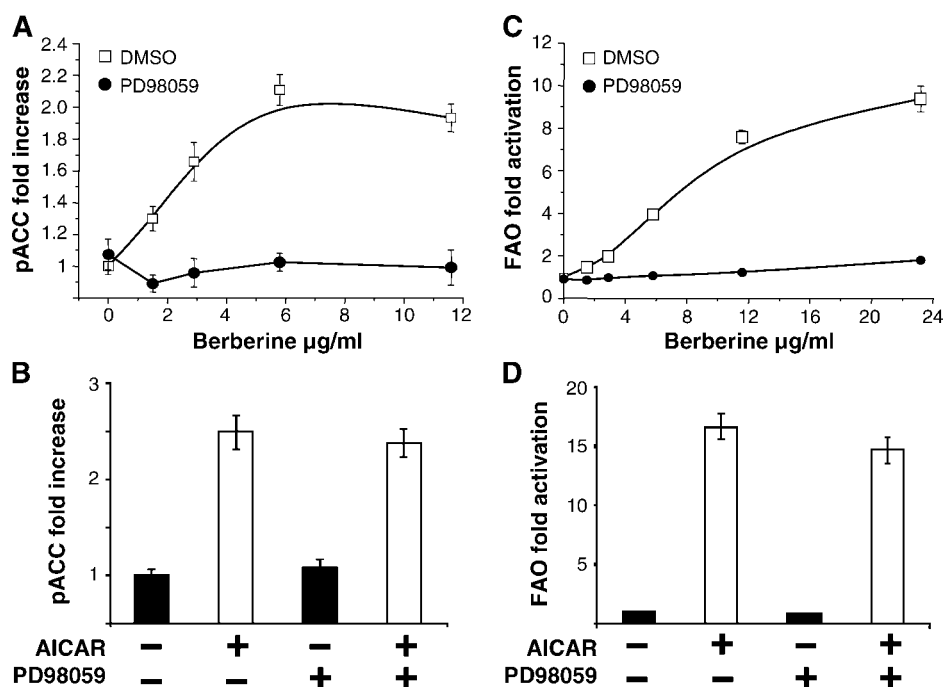 A
pACC fold increase
2.4
2.2
2.0
1.8
1.6
1.4
1.2
1
DMSO
PD98059
0 2 4 6 8 10 12
Berberine µg/ml
C
FAO fold activation
12
10
8
6
4
2
0
DMSO
PD98059
0 4 8 12 16 20 24
Berberine µg/ml
B
pACC fold increase
3
2
1
AICAR − + − +
PD98059 − − + +
D
FAO fold activation
20
15
10
5
AICAR − + − +
PD98059 − − + +